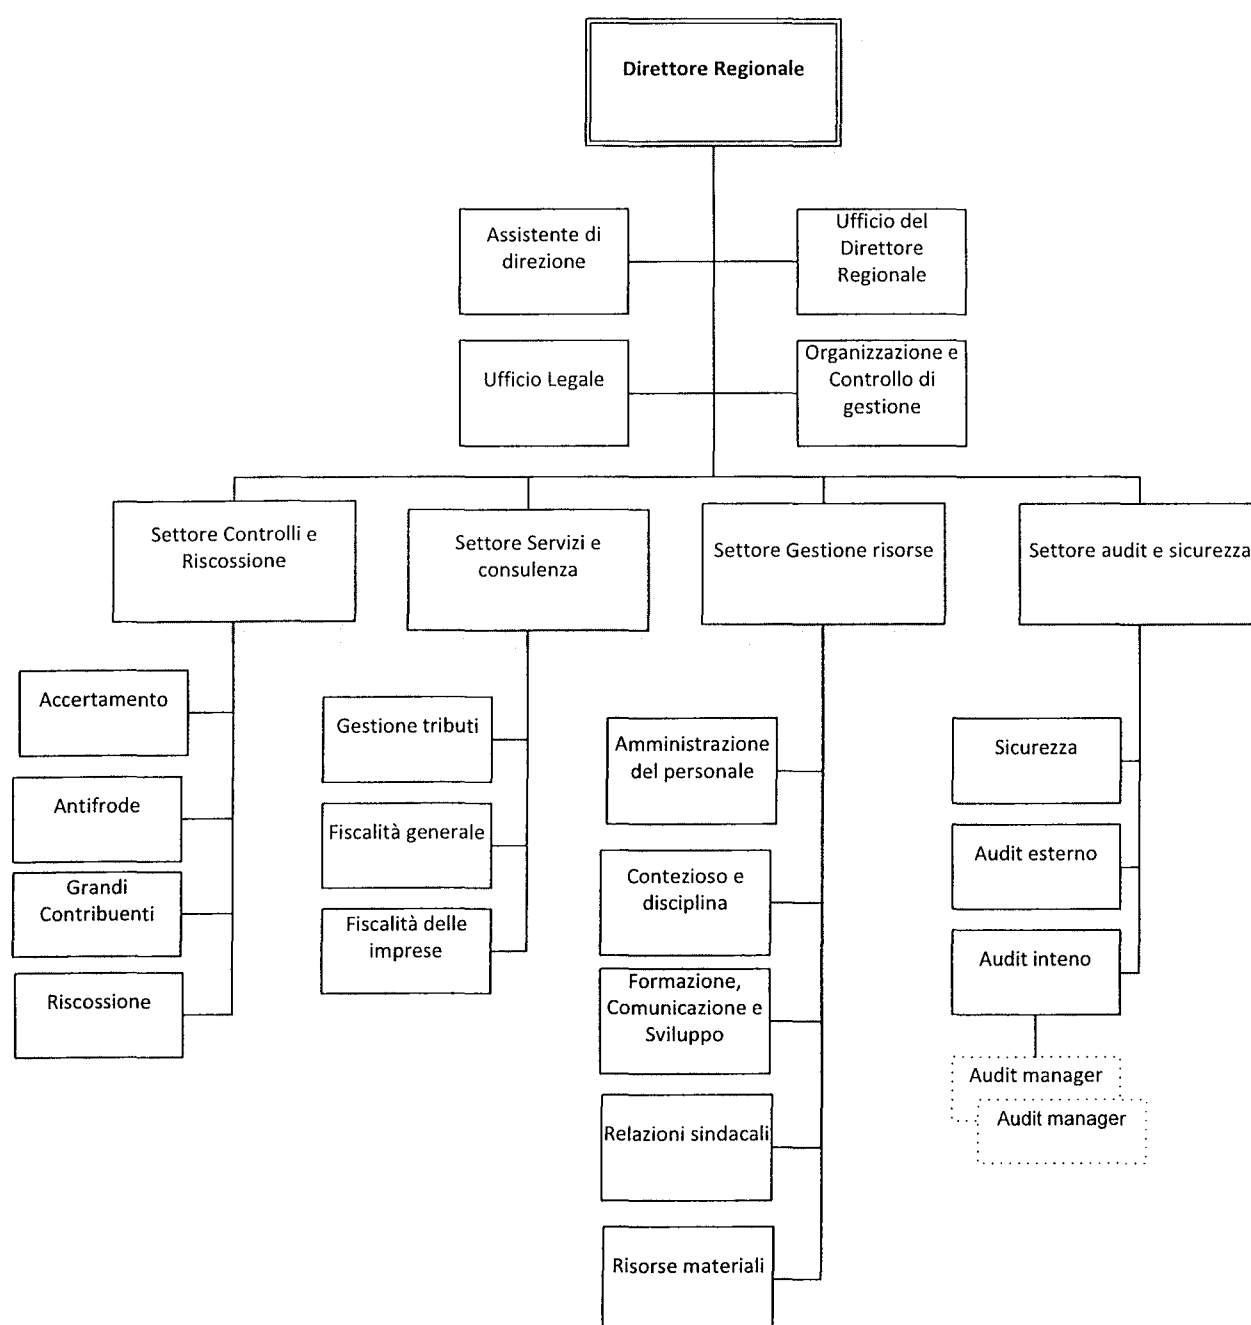 Direttore Regionale
Assistente di
direzione
Ufficio del
Direttore
Regionale
Ufficio Legale
Organizzazione e
Controllo di
gestione
Settore Controlli e
Riscossione
Settore Servizi e
consulenza
Settore Gestione risorse
Settore audit e sicurezza
Accertamento
Antifrode
Grandi
Contribuenti
Riscossione
Gestione tributi
Fiscalità generale
Fiscalità delle
imprese
Amministrazione
del personale
Contezioso e
disciplina
Formazione,
Comunicazione e
Sviluppo
Relazioni sindacali
Risorse materiali
Sicurezza
Audit esterno
Audit inteno
Audit manager
Audit manager